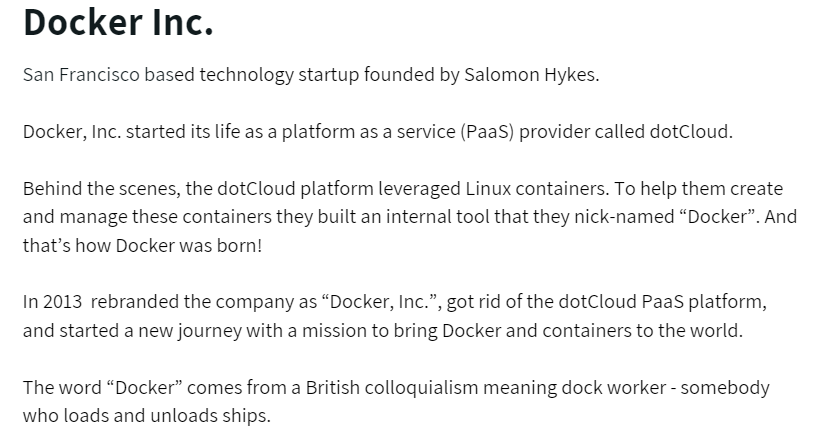 Docker Inc.
San Francisco based technology startup founded by Salomon Hykes.
Docker, Inc. started its life as a platform as a service (PaaS) provider called dotCloud.
Behind the scenes, the dotCloud platform leveraged Linux containers. To help them create
and manage these containers they built an internal tool that they nick-named “Docker”. And
that’s how Docker was born!
In 2013  rebranded the company as “Docker, Inc.”, got rid of the dotCloud PaaS platform,
and started a new journey with a mission to bring Docker and containers to the world.
The word “Docker” comes from a British colloquialism meaning dock worker - somebody
who loads and unloads ships.